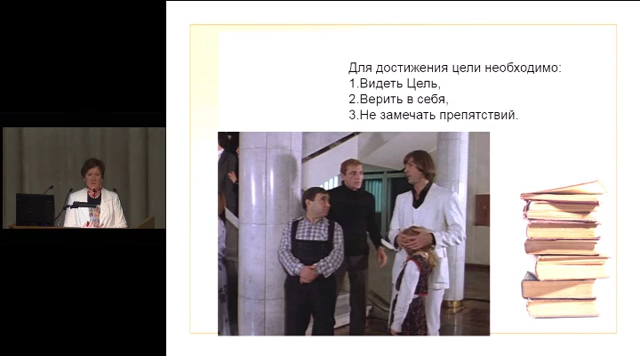 Для достижения цели необходимо:
1.Видеть Цель,
2.Верить в себя,
3.Не замечать препятствий.